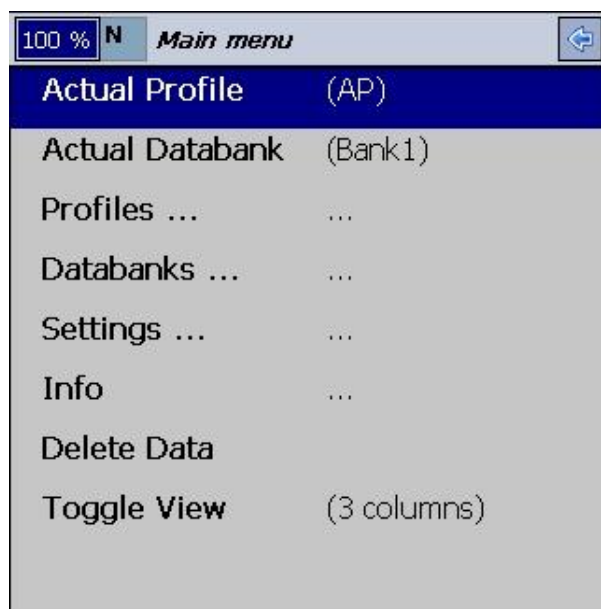 100 % N Main menu
Actual Profile (AP)
Actual Databank (Bank1)
Profiles ... ...
Databanks ... ...
Settings ... ...
Info ...
Delete Data
Toggle View (3 columns)